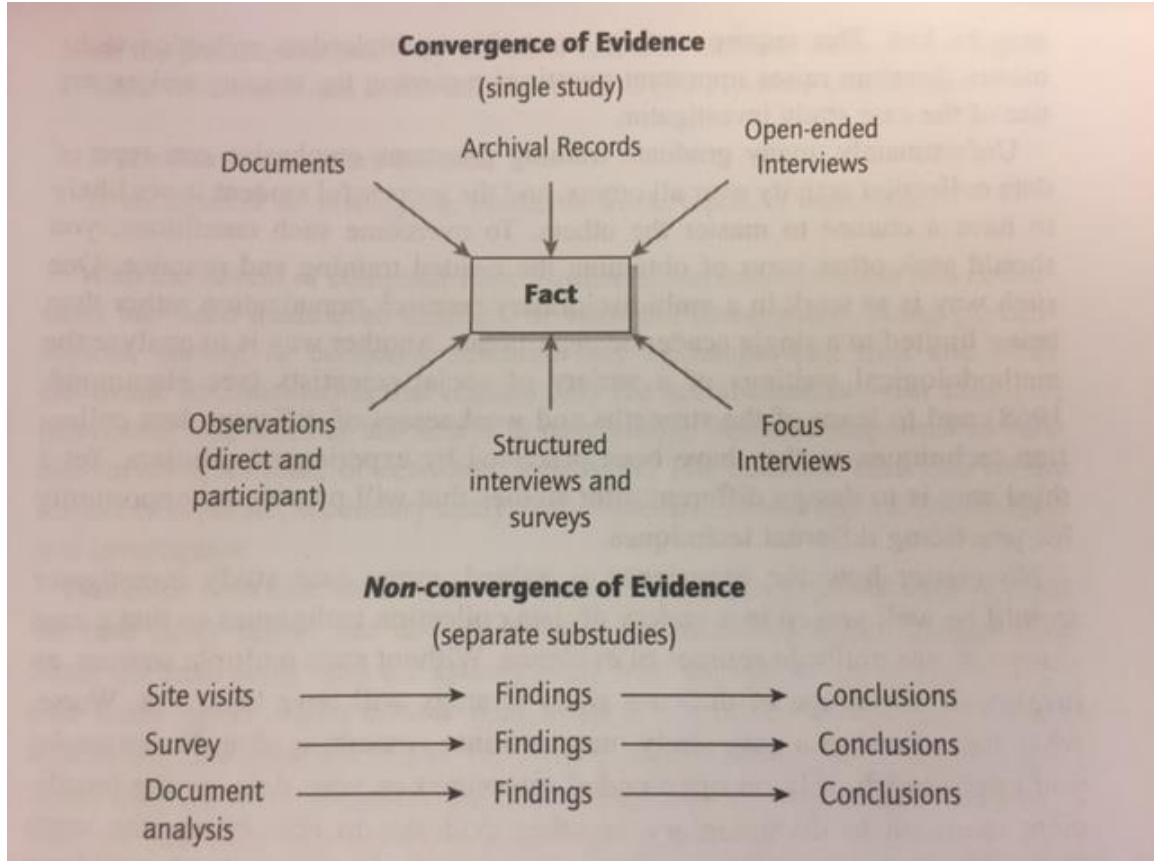 Convergence of Evidence
(single study)
Documents
Archival Records
Open-ended
Interviews
Fact
Observations
(direct and
participant)
Structured
interviews and
surveys
Focus
Interviews
Non-convergence of Evidence
(separate substudies)
Site visits Findings Conclusions
Survey Findings Conclusions
Document Findings Conclusions
analysis